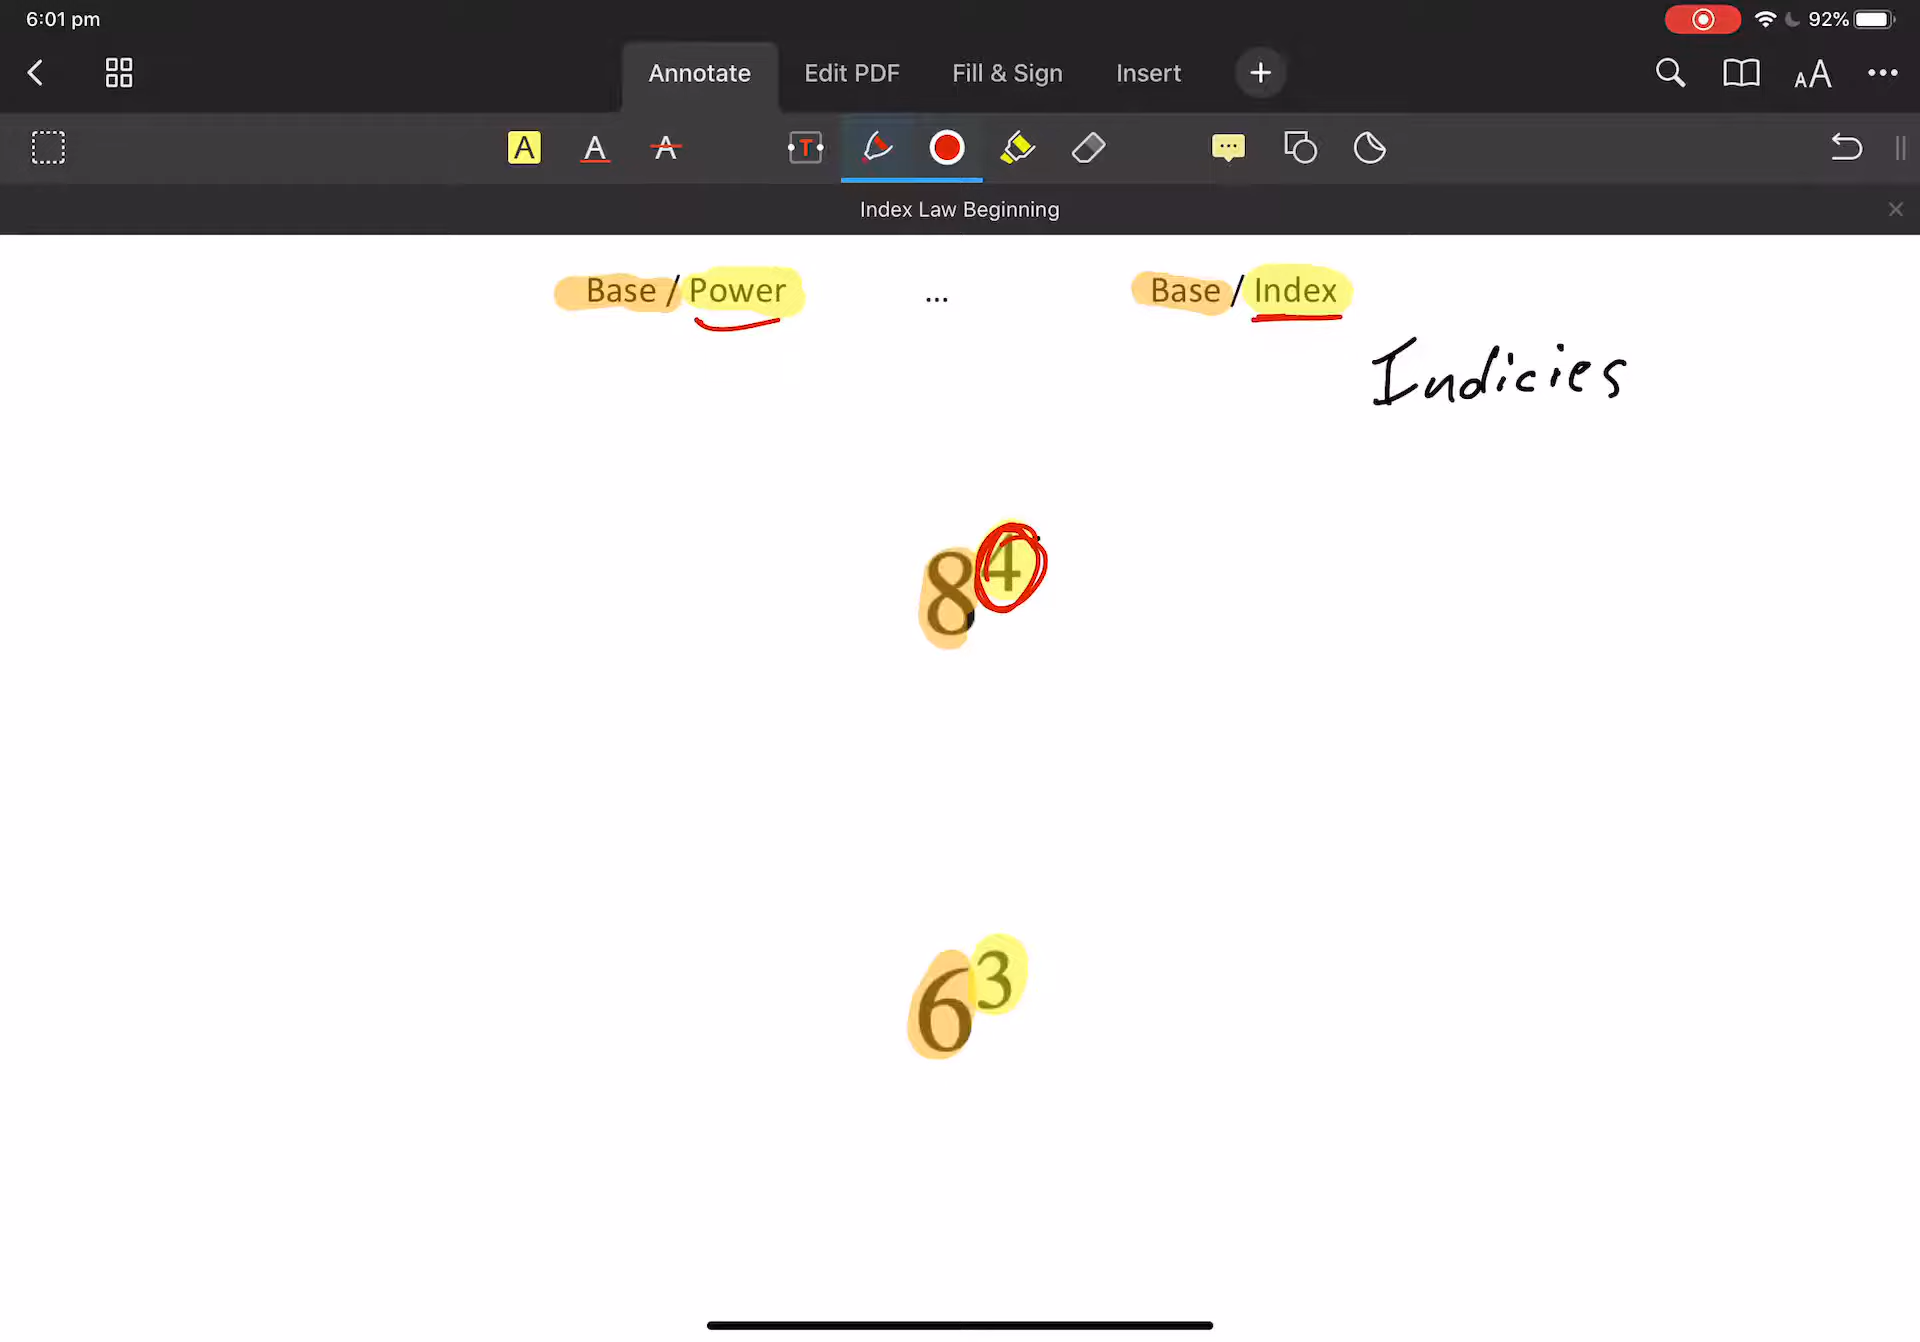 6:01 pm 92%
Annotate Edit PDF Fill & Sign Insert
A A A T AA
Index Law Beginning
Base / Power ... Base / Index
Indicies
8⁴
6³